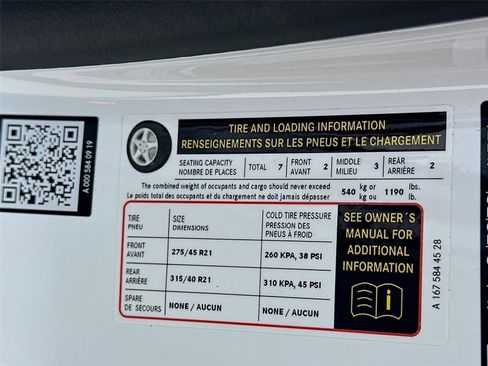 A 000 584 09 19
TIRE AND LOADING INFORMATION
RENSEIGNEMENTS SUR LES PNEUS ET LE CHARGEMENT
SEATING CAPACITY TOTAL 7 FRONT 2 MIDDLE 3 REAR 2
NOMBRE DE PLACES AVANT MILIEU ARRIÈRE
The combined weight of occupants and cargo should never exceed 540 kg or 1190 lbs.
Le poids total des occupants et du chargement ne doit jamais dépasser kg ou lb.
TIRE SIZE COLD TIRE PRESSURE
PNEU DIMENSIONS PRESSION DES
PNEUS À FROID
FRONT 275/45 R21 260 KPA, 38 PSI
AVANT
REAR 315/40 R21 310 KPA, 45 PSI
ARRIÈRE
SPARE NONE / AUCUN NONE / AUCUN
DE SECOURS
SEE OWNER´S
MANUAL FOR
ADDITIONAL
INFORMATION
A 167 584 45 28